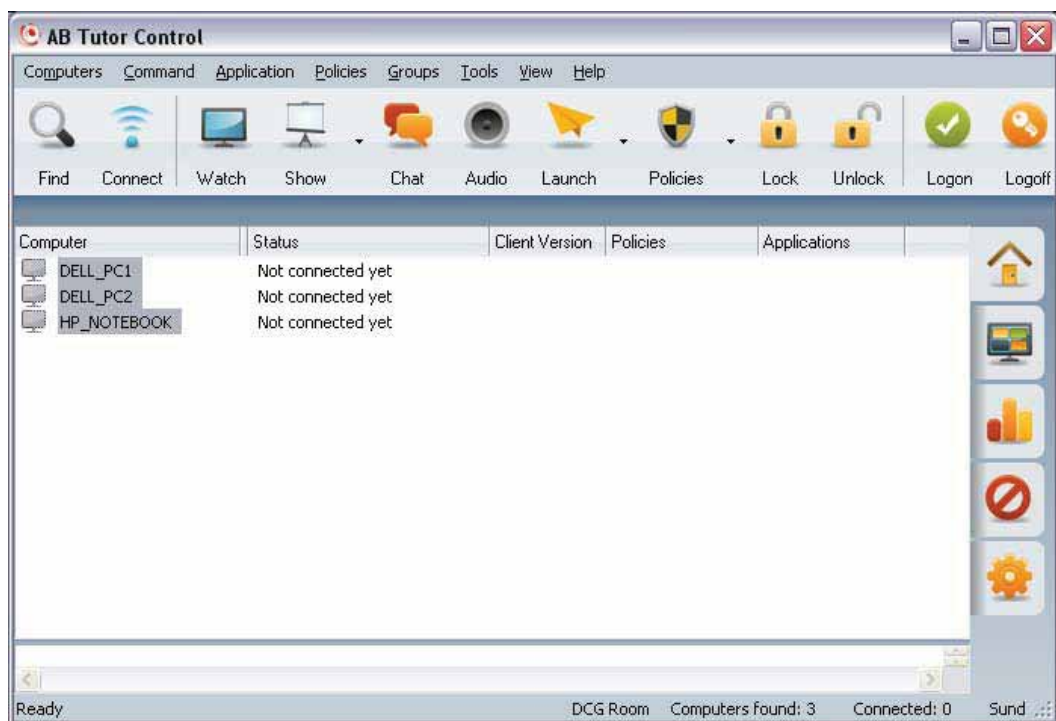 AB Tutor Control
Computers Command Application Policies Groups Tools View Help
Find Connect Watch Show Chat Audio Launch Policies Lock Unlock Logon Logoff
Computer Status Client Version Policies Applications
DELL_PC1 Not connected yet
DELL_PC2 Not connected yet
HP_NOTEBOOK Not connected yet
Ready DCG Room Computers found: 3 Connected: 0 Sund